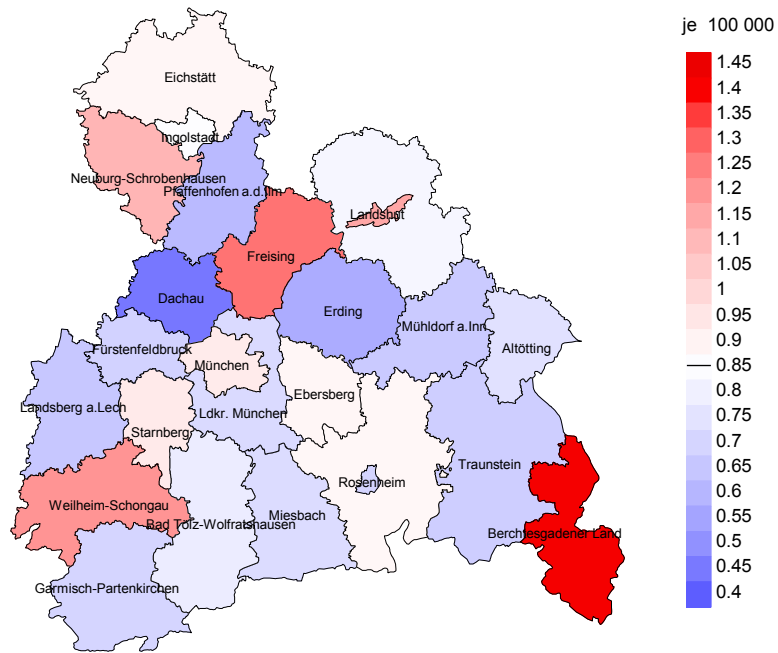 je 100 000
Eichstätt
Ingolstadt
Neuburg-Schrobenhausen
Pfaffenhofen a.d.Ilm
Landshut
Freising
Dachau
Erding
Mühldorf a.Inn
Altötting
Fürstenfeldbruck
München
Ebersberg
Landsberg a.Lech
Ldkr. München
Starnberg
Traunstein
Rosenheim
Weilheim-Schongau
Miesbach
Bad Tölz-Wolfratshausen
Berchtesgadener Land
Garmisch-Partenkirchen
1.45
1.4
1.35
1.3
1.25
1.2
1.15
1.1
1.05
1
0.95
0.9
0.85
0.8
0.75
0.7
0.65
0.6
0.55
0.5
0.45
0.4